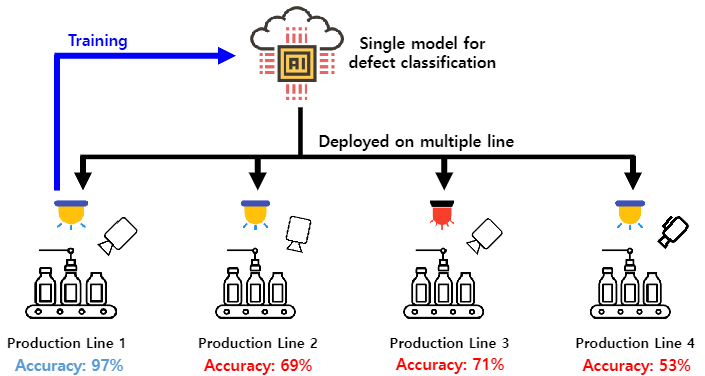 Training
Single model for
defect classification
AI
Deployed on multiple line
Production Line 1
Accuracy: 97%
Production Line 2
Accuracy: 69%
Production Line 3
Accuracy: 71%
Production Line 4
Accuracy: 53%